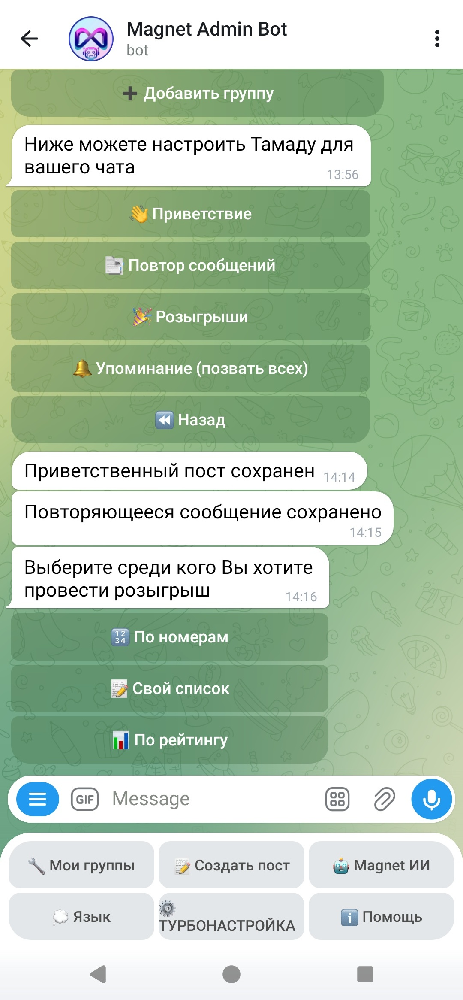 Magnet Admin Bot
bot
➕ Добавить группу
Ниже можете настроить Тамаду для
вашего чата
13:56
👋 Приветствие
📑 Повтор сообщений
🎉 Розыгрыши
🔔 Упоминание (позвать всех)
⏪ Назад
Приветственный пост сохранен 14:14
Повторяющееся сообщение сохранено
14:15
Выберите среди кого Вы хотите
провести розыгрыш
14:16
🔢 По номерам
📝 Свой список
📊 По рейтингу
GIF Message
🔧 Мои группы
📝 Создать пост
🤖 Magnet ИИ
💭 Язык
⚙️
ТУРБОНАСТРОЙКА
ℹ️ Помощь